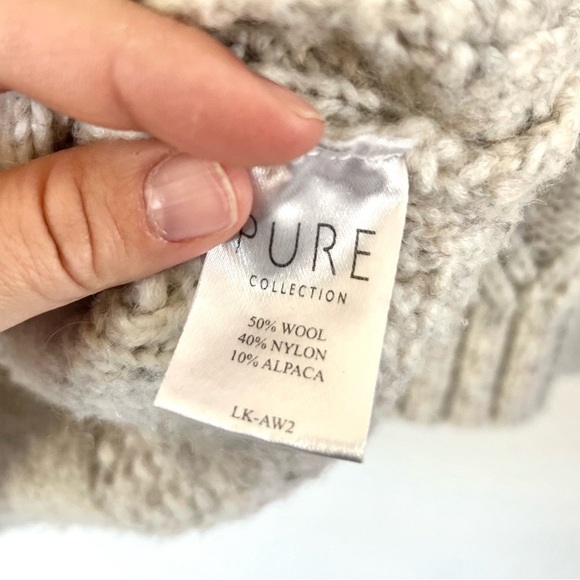 PURE
COLLECTION
50% WOOL
40% NYLON
10% ALPACA
LK-AW2